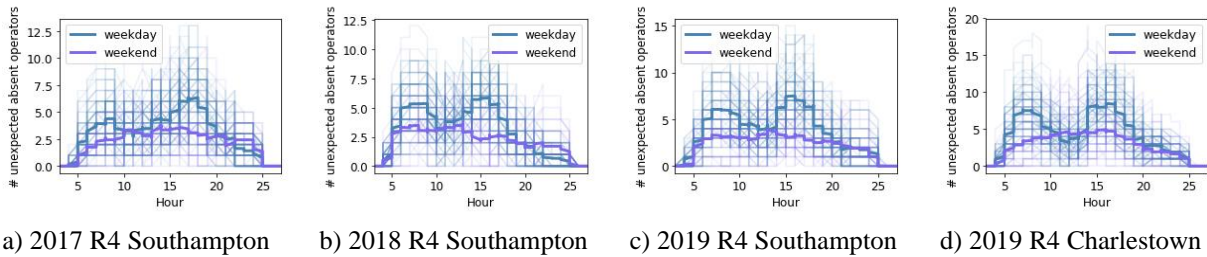 # unexpected absent operators
12.5
10.0
7.5
5.0
2.5
0.0
weekday
weekend
5 10 15 20 25
Hour
# unexpected absent operators
12.5
10.0
7.5
5.0
2.5
0.0
weekday
weekend
5 10 15 20 25
Hour
# unexpected absent operators
15
10
5
0
weekday
weekend
5 10 15 20 25
Hour
# unexpected absent operators
20
15
10
5
0
weekday
weekend
5 10 15 20 25
Hour
a) 2017 R4 Southampton b) 2018 R4 Southampton c) 2019 R4 Southampton d) 2019 R4 Charlestown